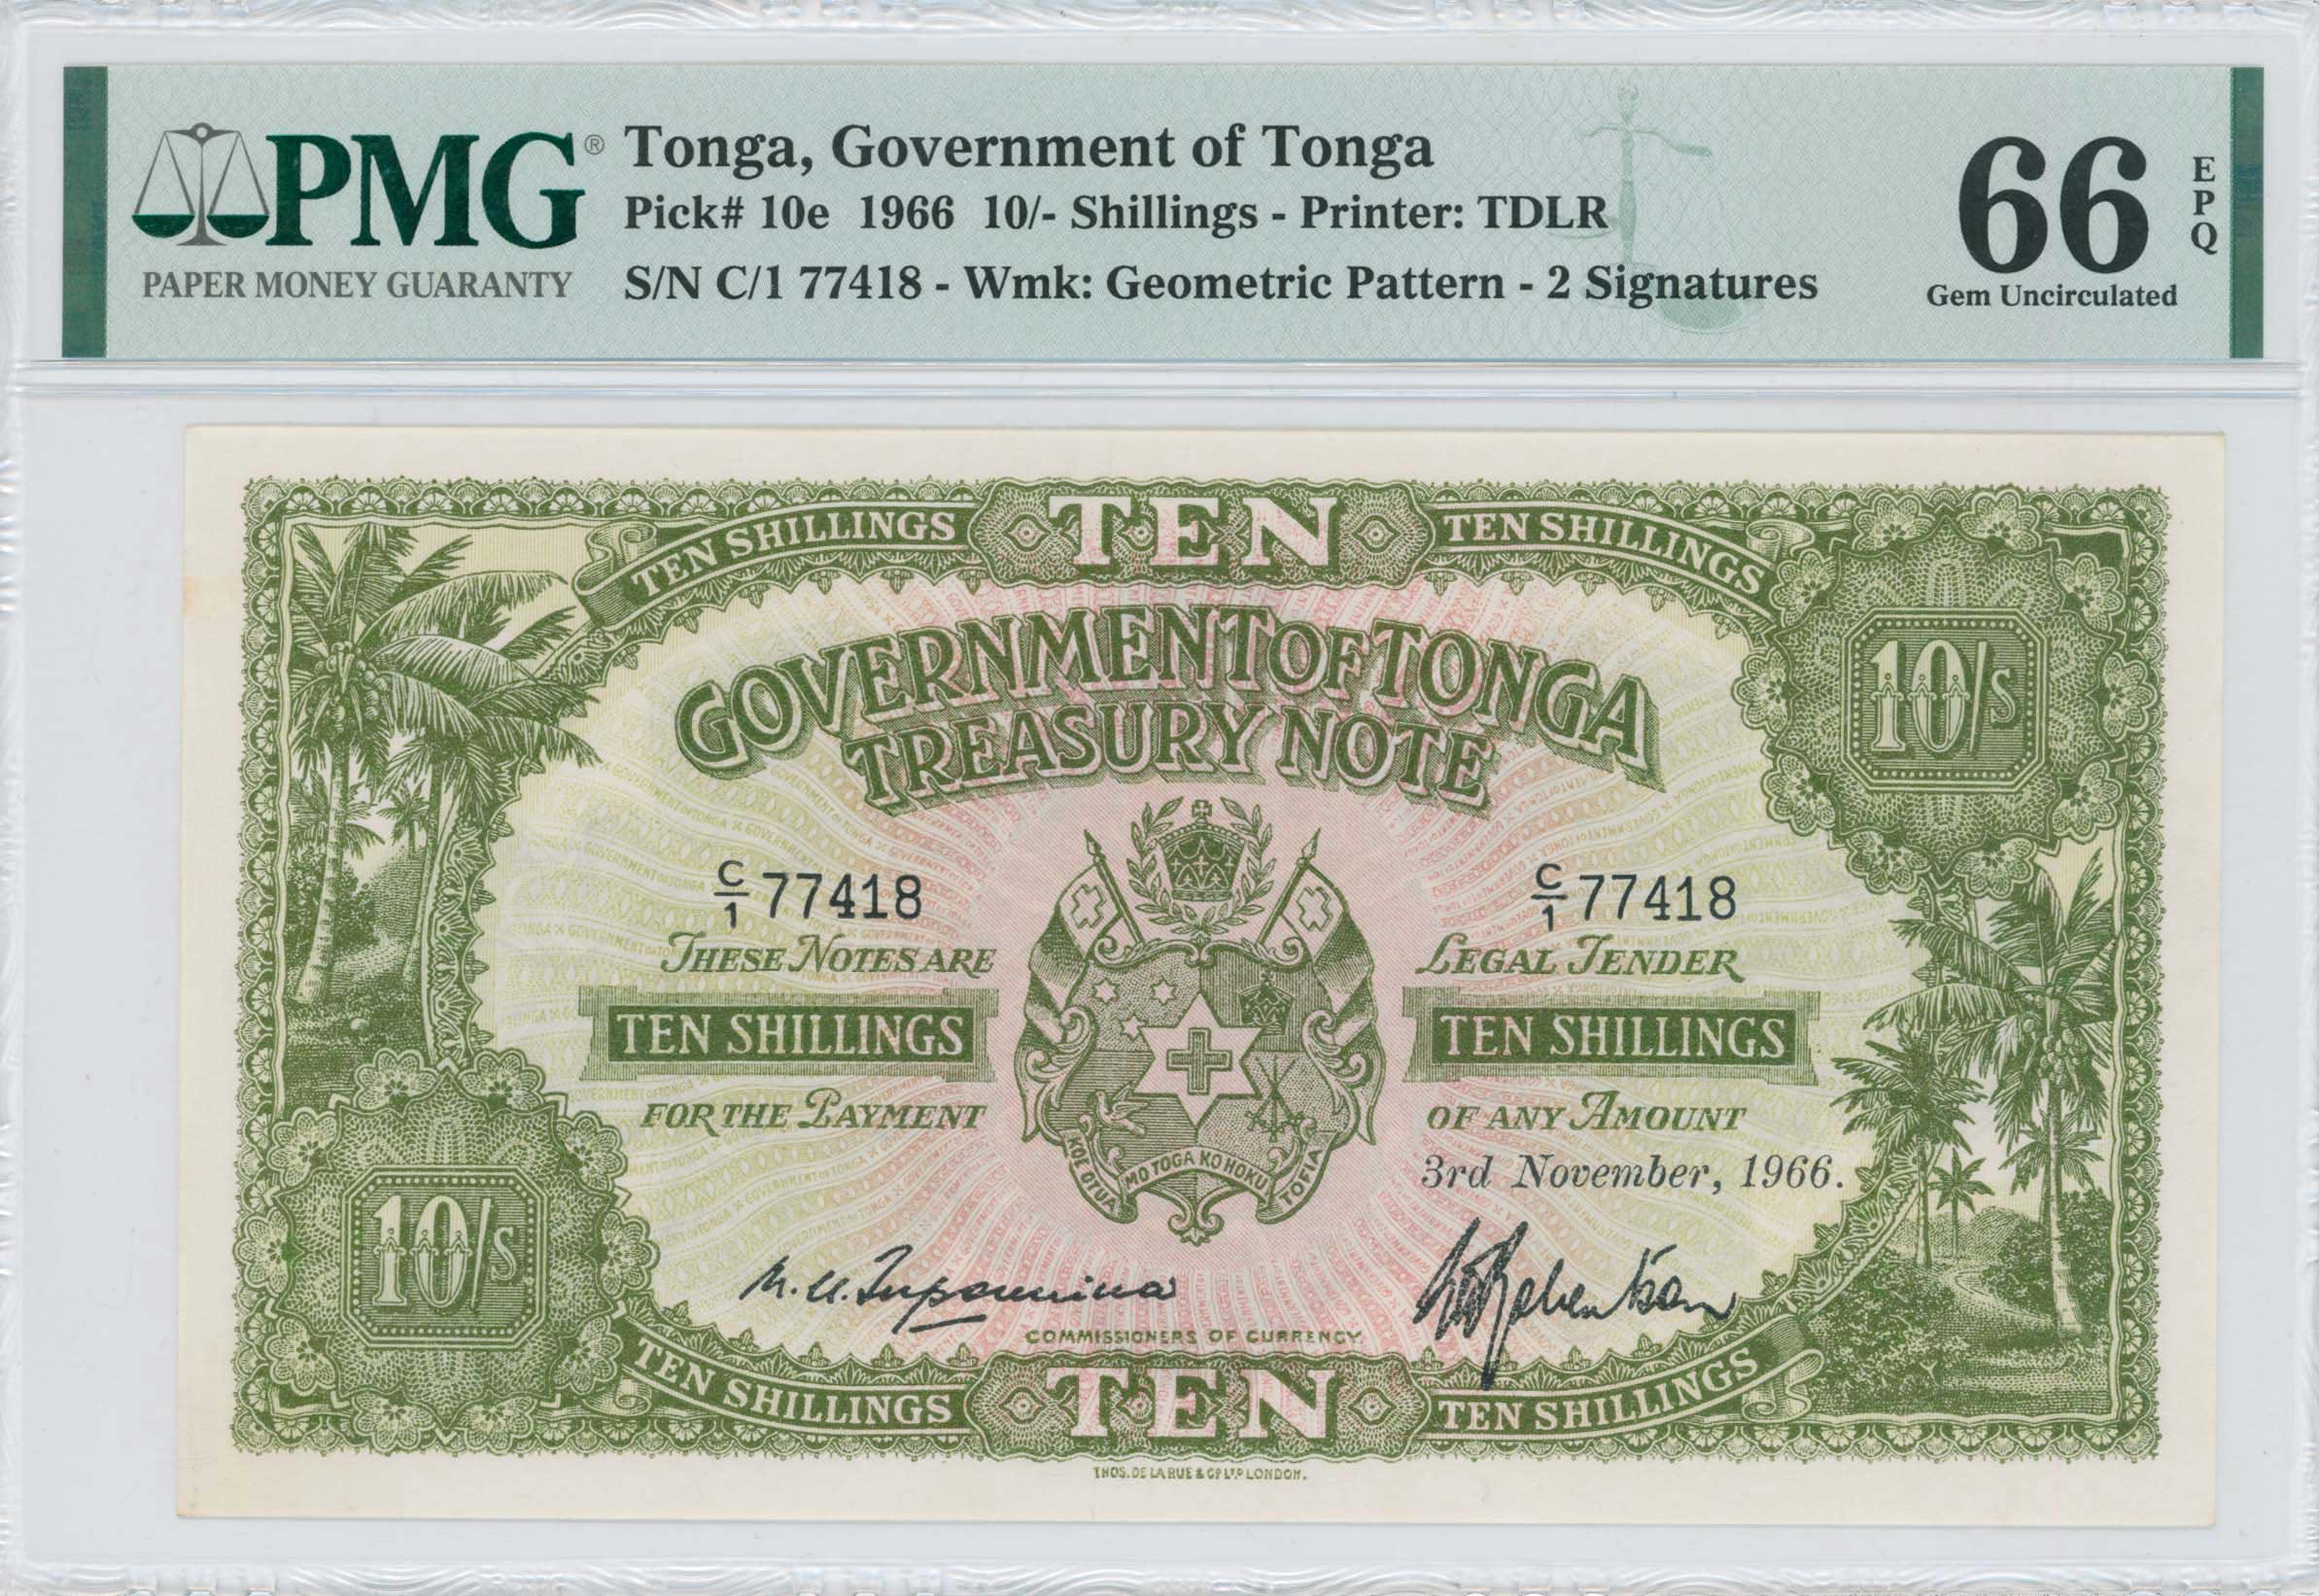 PMG®
PAPER MONEY GUARANTY
Tonga, Government of Tonga
Pick# 10e 1966 10/- Shillings - Printer: TDLR
S/N C/1 77418 - Wmk: Geometric Pattern - 2 Signatures
66
EPQ
Gem Uncirculated
TEN SHILLINGS
TEN
TEN SHILLINGS
10/s
GOVERNMENT OF TONGA
TREASURY NOTE
C/1 77418
C/1 77418
THESE NOTES ARE
LEGAL TENDER
TEN SHILLINGS
TEN SHILLINGS
FOR THE PAYMENT
OF ANY AMOUNT
KOE OTUA MO TOGA KO HOKU TOFIA
3rd November, 1966.
10/s
COMMISSIONERS OF CURRENCY
TEN SHILLINGS
TEN
TEN SHILLINGS
THOS. DE LA RUE & CO LTD LONDON.